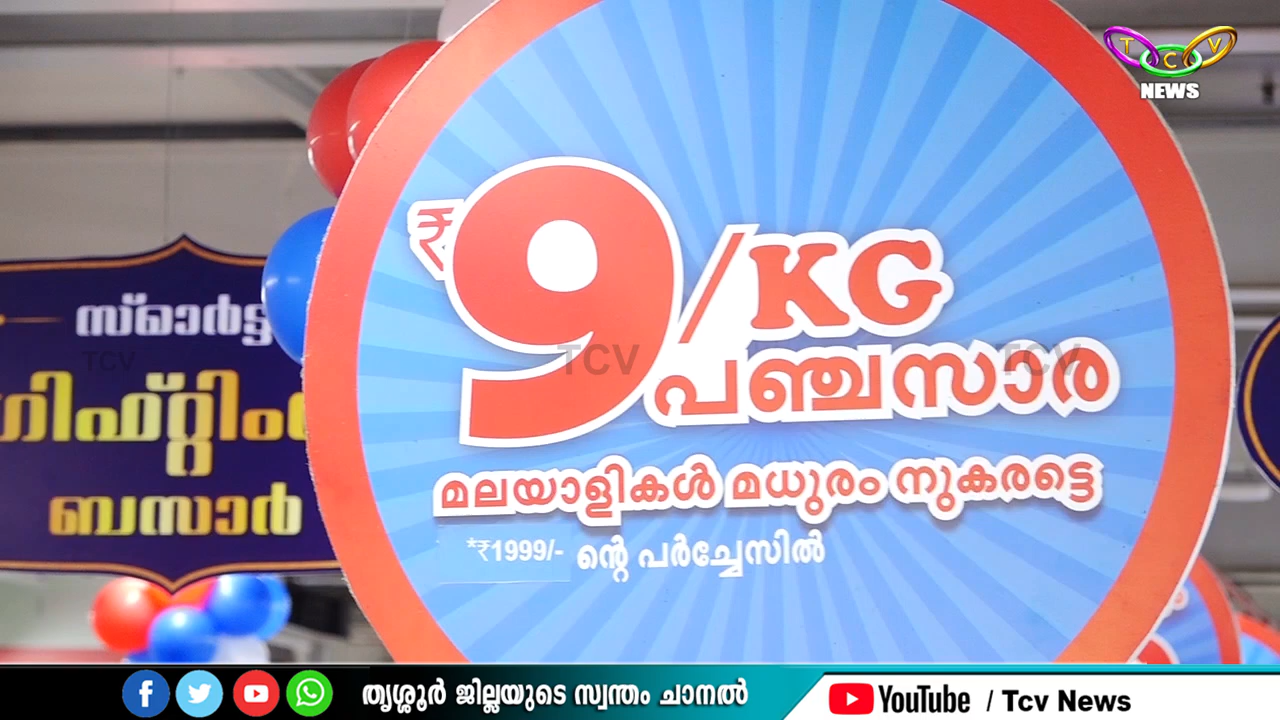 T C V
NEWS
₹9/KG
പഞ്ചസാര
മലയാളികൾ മധുരം നുകരട്ടെ
*₹1999/- ന്റെ പർച്ചേസിൽ
സ്മാർട്ട്
ഗിഫ്റ്റിംഗ്
ബസാർ
TCV TCV TCV
തൃശ്ശൂർ ജില്ലയുടെ സ്വന്തം ചാനൽ
YouTube / Tcv News